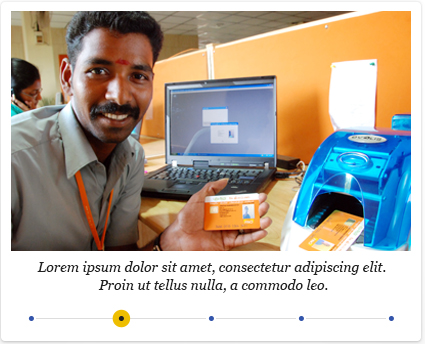 Lorem ipsum dolor sit amet, consectetur adipiscing elit.
Proin ut tellus nulla, a commodo leo.